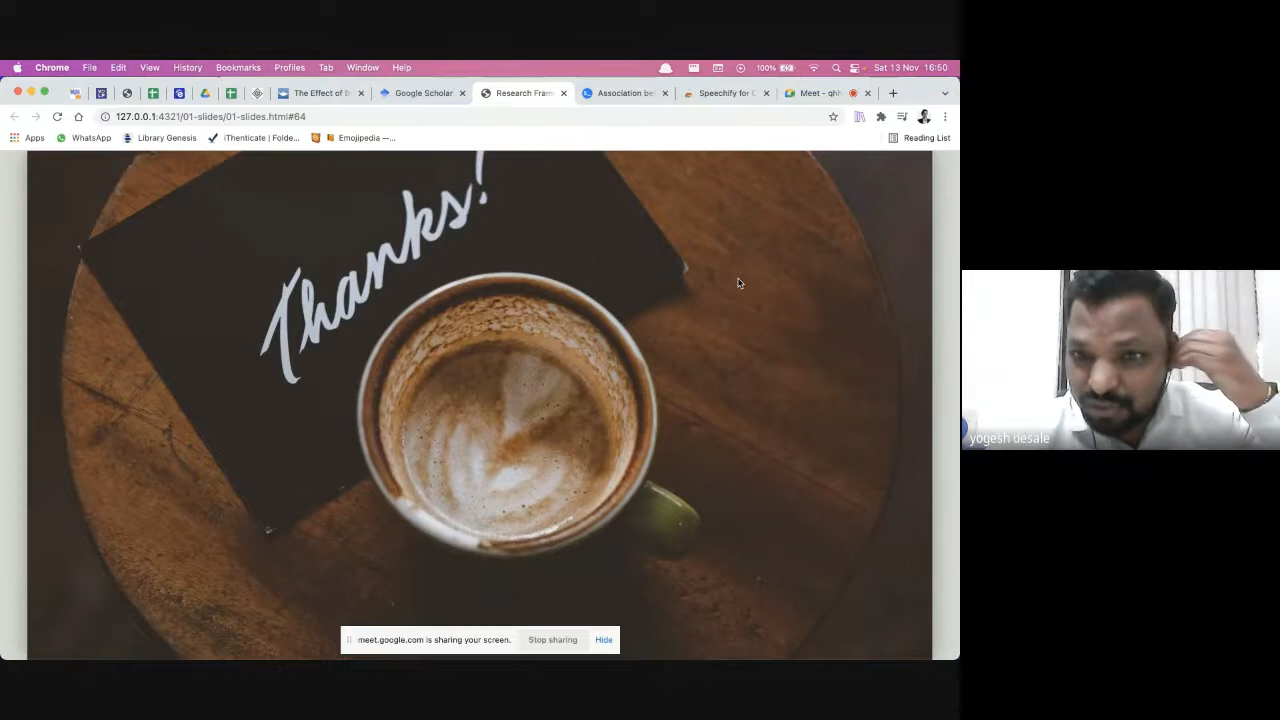 Chrome File Edit View History Bookmarks Profiles Tab Window Help 100% Sat 13 Nov 16:50
The Effect of B Google Scholar Research Fram Association be Speechify for C Meet - qhh
127.0.0.1:4321/01-slides/01-slides.html#64
Apps WhatsApp Library Genesis iThenticate | Folde... Emojipedia —... Reading List
Thanks!
yogesh desale
meet.google.com is sharing your screen. Stop sharing Hide